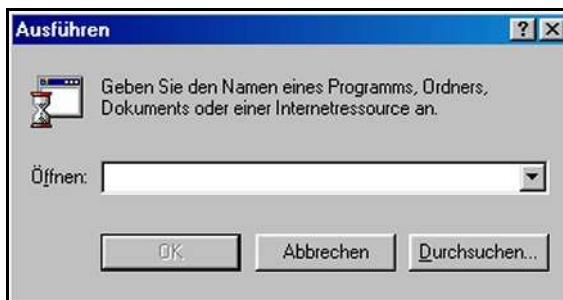 Ausführen
Geben Sie den Namen eines Programms, Ordners,
Dokuments oder einer Internetressource an.
Öffnen:
OK Abbrechen Durchsuchen...